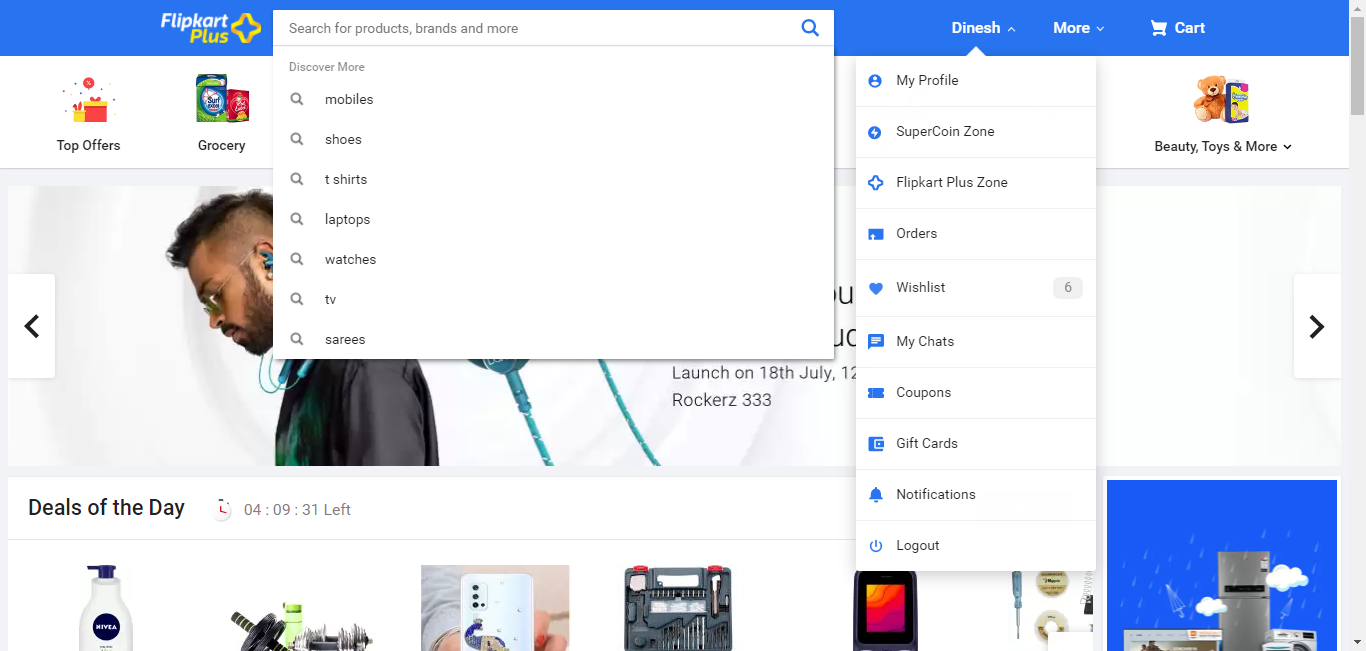 Flipkart
Plus
Search for products, brands and more
Dinesh
More
Cart
Discover More
mobiles
shoes
t shirts
laptops
watches
tv
sarees
My Profile
SuperCoin Zone
Flipkart Plus Zone
Orders
Wishlist 6
My Chats
Coupons
Gift Cards
Notifications
Logout
Top Offers
Grocery
Beauty, Toys & More
Surf excel
Launch on 18th July, 12
Rockerz 333
Deals of the Day
04 : 09 : 31 Left
NIVEA